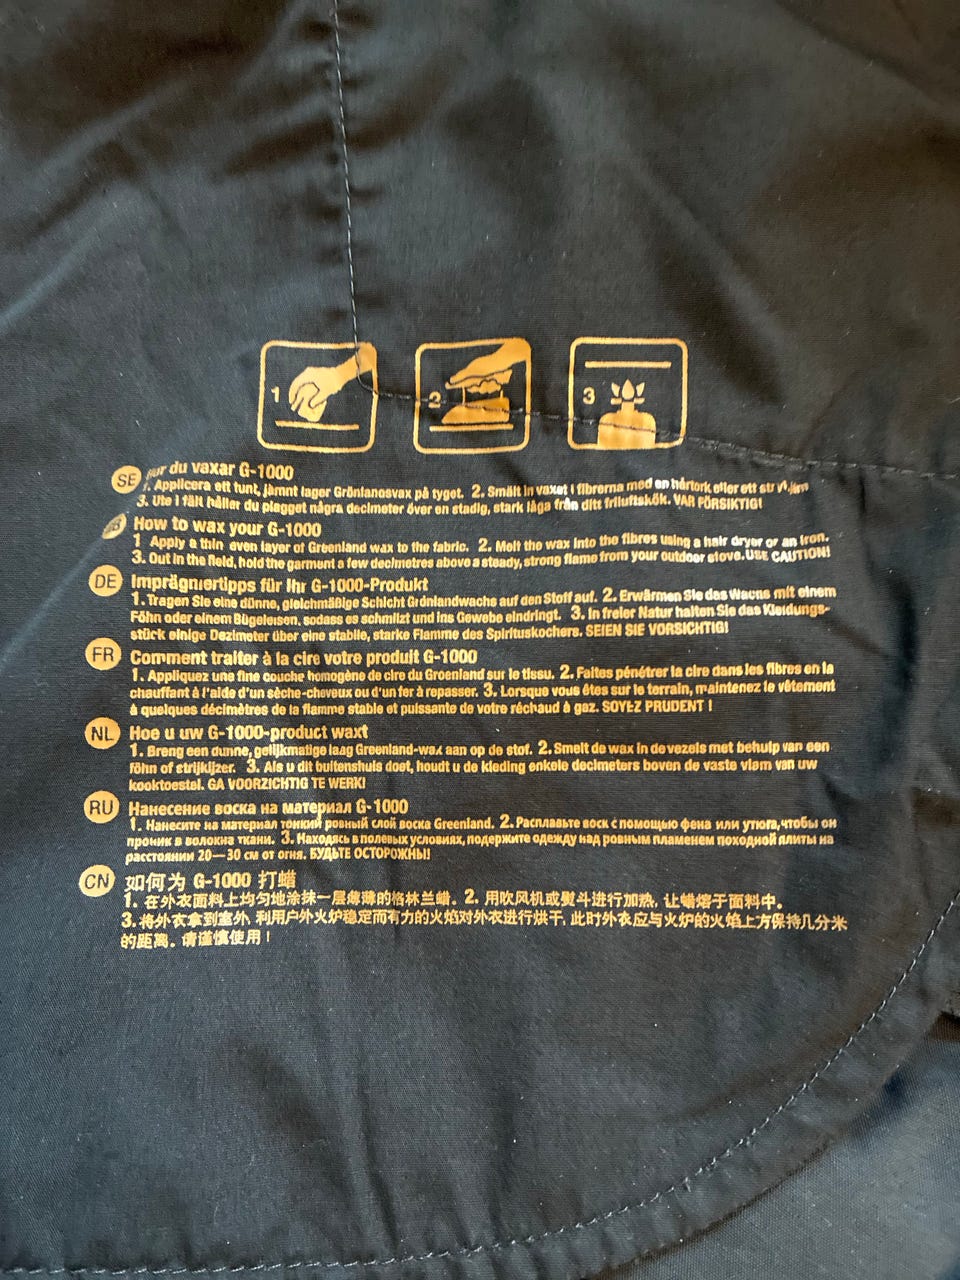 1
2
3
SE
du vaxar G-1000
1. Applicera ett tunt, jämnt lager Grönlandsvax på tyget. 2. Smält in vaxet i fibrerna med en hårtork eller ett
3. Ute i fält håller du plagget några decimeter över en stadig, stark låga från ditt friluftskök. VAR FÖRSIKTIG!
How to wax your G-1000
1 Apply a thin even layer of Greenland wax to the fabric. 2. Melt the wax into the fibres using a hair dryer or an iron.
3. Out in the field, hold the garment a few decimetres above a steady, strong flame from your outdoor stove. USE CAUTION!
DE
Imprägniertipps für Ihr G-1000-Produkt
1. Tragen Sie eine dünne, gleichmäßige Schicht Grönlandwachs auf den Stoff auf. 2. Erwärmen Sie das Wachs mit einem
Föhn oder einem Bügeleisen, sodass es schmilzt und ins Gewebe eindringt. 3. In freier Natur halten Sie das Kleidungs-
stück einige Dezimeter über eine stabile, starke Flamme des Spirituskochers. SEIEN SIE VORSICHTIG!
FR
Comment traiter à la cire votre produit G-1000
1. Appliquez une fine couche homogène de cire du Groenland sur le tissu. 2. Faites pénétrer la cire dans les fibres en la
chauffant à l'aide d'un sèche-cheveux ou d'un fer à repasser. 3. Lorsque vous êtes sur le terrain, maintenez le vêtement
à quelques décimètres de la flamme stable et puissante de votre réchaud à gaz. SOYEZ PRUDENT !
NL
Hoe u uw G-1000-product waxt
1. Breng een dunne, gelijkmatige laag Greenland-wax aan op de stof. 2. Smelt de wax in de vezels met behulp van een
föhn of strijkijzer. 3. Als u dit buitenshuis doet, houdt u de kleding enkele decimeters boven de vaste vlam van uw
kooktoestel. GA VOORZICHTIG TE WERK!
RU
Нанесение воска на материал G-1000
1. Нанесите на материал тонкий ровный слой воска Greenland. 2. Расплавьте воск с помощью фена или утюга, чтобы он
проник в волокна ткани. 3. Находясь в полевых условиях, подержите одежду над ровным пламенем походной плиты на
расстоянии 20—30 см от огня. БУДЬТЕ ОСТОРОЖНЫ!
CN
如何为 G-1000 打蜡
1. 在外衣面料上均匀地涂抹一层薄薄的格林兰蜡。2. 用吹风机或熨斗进行加热, 让蜡熔于面料中。
3. 将外衣拿到室外, 利用户外火炉稳定而有力的火焰对外衣进行烘干, 此时外衣应与火炉的火焰上方保持几分米
的距离。请谨慎使用！